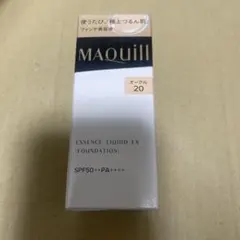 使うたび、極上つるん肌
ファンデ美容液
MAQuill
オークル
20
ESSENCE LIQUID EX
FOUNDATION
SPF50+・PA++++